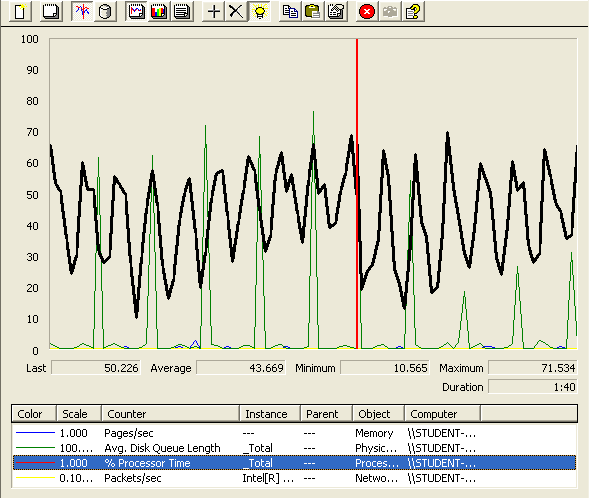 100
90
80
70
60
50
40
30
20
10
0
Last 50.226 Average 43.669 Minimum 10.565 Maximum 71.534
Duration 1:40
Color Scale Counter Instance Parent Object Computer
1.000 Pages/sec --- --- Memory \\STUDENT-...
100.... Avg. Disk Queue Length _Total --- Physic... \\STUDENT-...
1.000 % Processor Time _Total --- Proces... \\STUDENT-...
0.10... Packets/sec Intel[R] ... --- Netwo... \\STUDENT-...